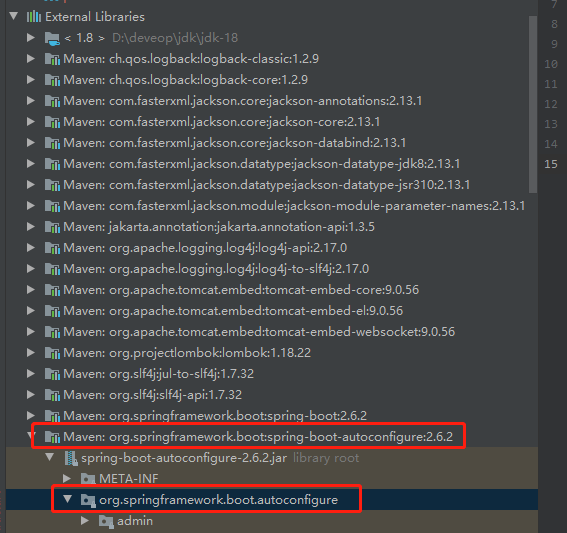 External Libraries
< 1.8 > D:\deveop\jdk\jdk-18
Maven: ch.qos.logback:logback-classic:1.2.9
Maven: ch.qos.logback:logback-core:1.2.9
Maven: com.fasterxml.jackson.core:jackson-annotations:2.13.1
Maven: com.fasterxml.jackson.core:jackson-core:2.13.1
Maven: com.fasterxml.jackson.core:jackson-databind:2.13.1
Maven: com.fasterxml.jackson.datatype:jackson-datatype-jdk8:2.13.1
Maven: com.fasterxml.jackson.datatype:jackson-datatype-jsr310:2.13.1
Maven: com.fasterxml.jackson.module:jackson-module-parameter-names:2.13.1
Maven: jakarta.annotation:jakarta.annotation-api:1.3.5
Maven: org.apache.logging.log4j:log4j-api:2.17.0
Maven: org.apache.logging.log4j:log4j-to-slf4j:2.17.0
Maven: org.apache.tomcat.embed:tomcat-embed-core:9.0.56
Maven: org.apache.tomcat.embed:tomcat-embed-el:9.0.56
Maven: org.apache.tomcat.embed:tomcat-embed-websocket:9.0.56
Maven: org.projectlombok:lombok:1.18.22
Maven: org.slf4j:jul-to-slf4j:1.7.32
Maven: org.slf4j:slf4j-api:1.7.32
Maven: org.springframework.boot:spring-boot:2.6.2
Maven: org.springframework.boot:spring-boot-autoconfigure:2.6.2
spring-boot-autoconfigure-2.6.2.jar library root
META-INF
org.springframework.boot.autoconfigure
admin
7
8
9
10
11
12
13
14
15